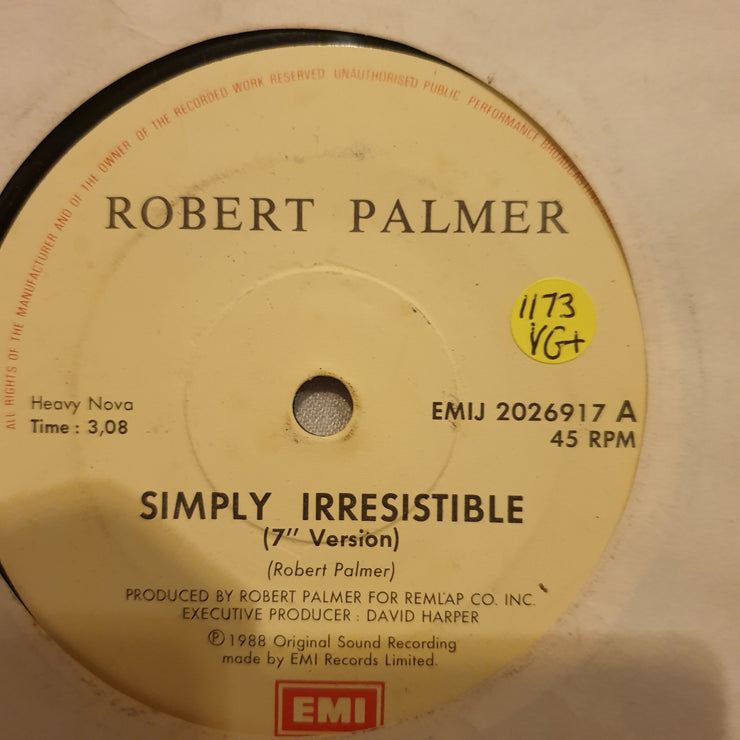 ALL RIGHTS OF THE MANUFACTURER AND OF THE OWNER OF THE RECORDED WORK RESERVED UNAUTHORISED PUBLIC PERFORMANCE
ROBERT PALMER
1173
VG+
Heavy Nova
Time : 3,08
EMIJ 2026917 A
45 RPM
SIMPLY IRRESISTIBLE
(7" Version)
(Robert Palmer)
PRODUCED BY ROBERT PALMER FOR REMLAP CO. INC.
EXECUTIVE PRODUCER : DAVID HARPER
Ⓟ 1988 Original Sound Recording
made by EMI Records Limited.
EMI